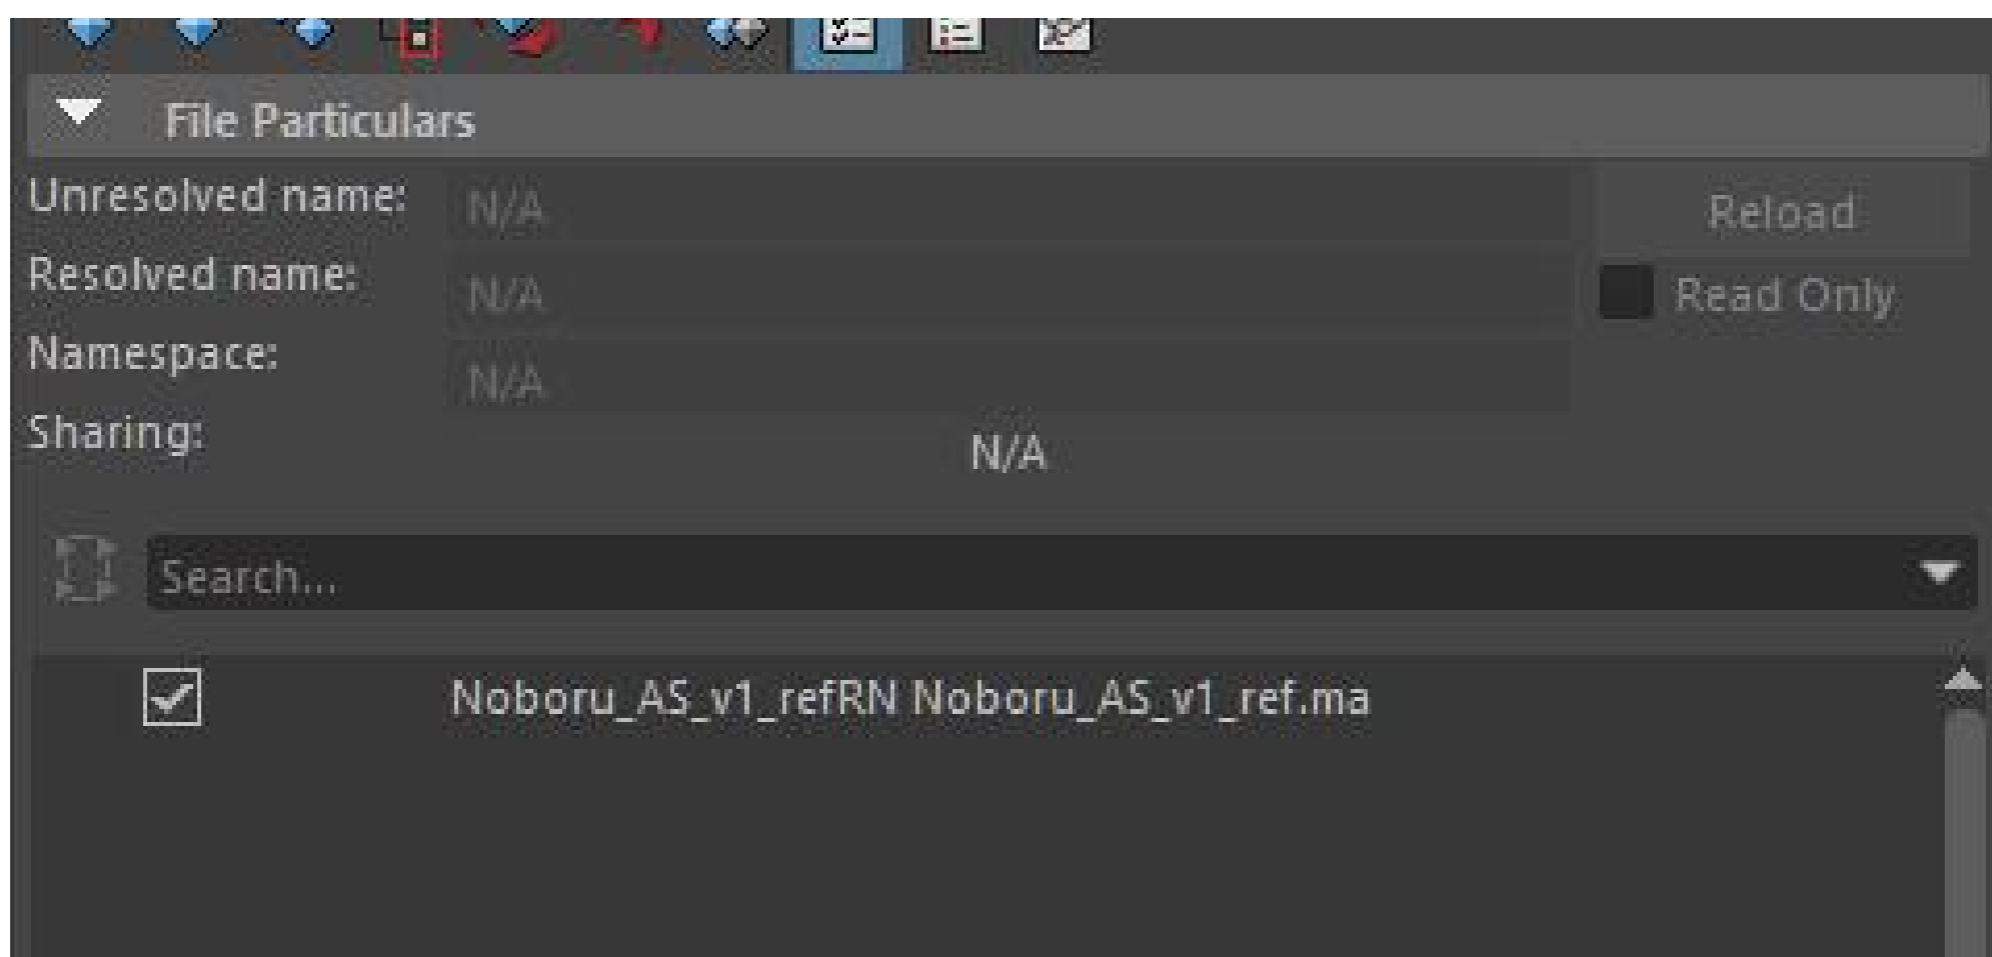 File Particulars
Unresolved name: N/A Reload
Resolved name: N/A Read Only
Namespace: N/A
Sharing: N/A
Search...
Noboru_AS_v1_refRN Noboru_AS_v1_ref.ma